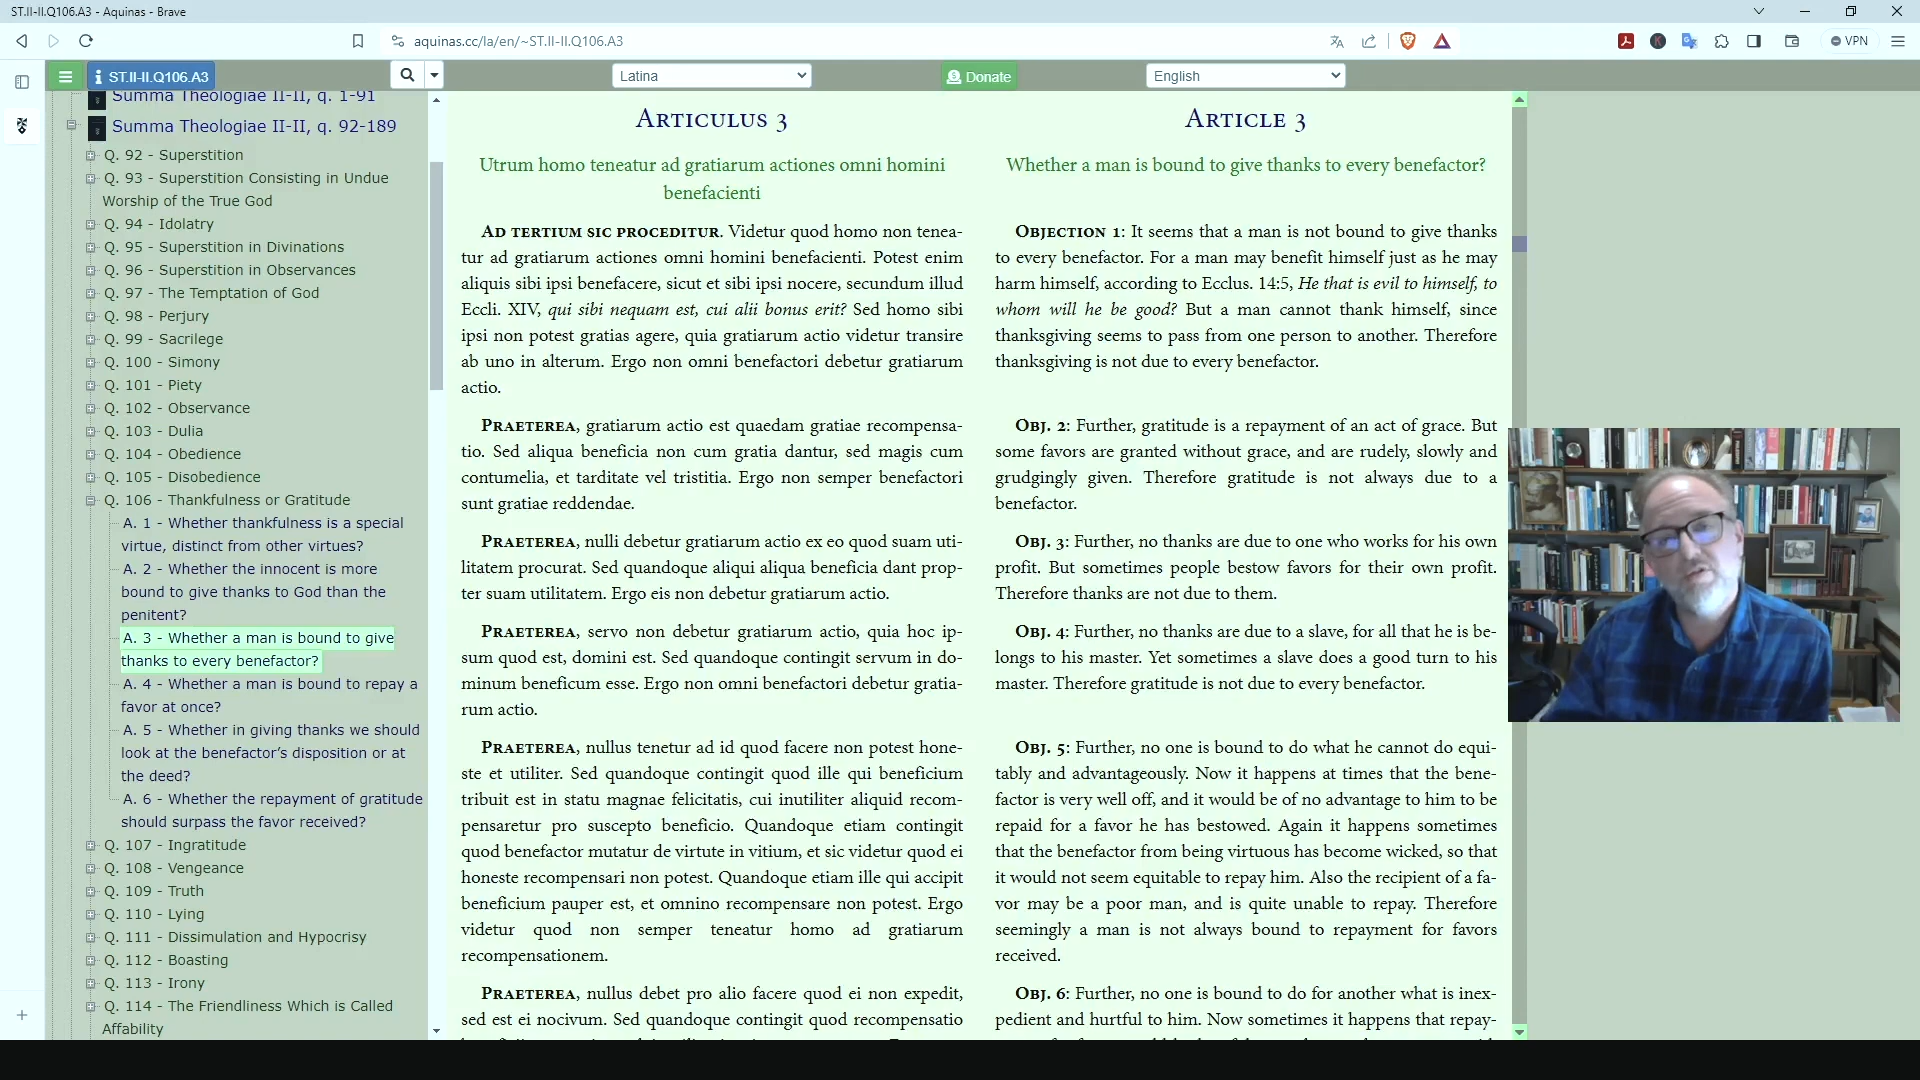 ST.II-II.Q106.A3 - Aquinas - Brave
aquinas.cc/la/en/~ST.II-II.Q106.A3
VPN
ST.II-II.Q106.A3
Latina
Donate
English
Summa Theologiae II-II, q. 1-91
Summa Theologiae II-II, q. 92-189
Q. 92 - Superstition
Q. 93 - Superstition Consisting in Undue
Worship of the True God
Q. 94 - Idolatry
Q. 95 - Superstition in Divinations
Q. 96 - Superstition in Observances
Q. 97 - The Temptation of God
Q. 98 - Perjury
Q. 99 - Sacrilege
Q. 100 - Simony
Q. 101 - Piety
Q. 102 - Observance
Q. 103 - Dulia
Q. 104 - Obedience
Q. 105 - Disobedience
Q. 106 - Thankfulness or Gratitude
A. 1 - Whether thankfulness is a special
virtue, distinct from other virtues?
A. 2 - Whether the innocent is more
bound to give thanks to God than the
penitent?
A. 3 - Whether a man is bound to give
thanks to every benefactor?
A. 4 - Whether a man is bound to repay a
favor at once?
A. 5 - Whether in giving thanks we should
look at the benefactor's disposition or at
the deed?
A. 6 - Whether the repayment of gratitude
should surpass the favor received?
Q. 107 - Ingratitude
Q. 108 - Vengeance
Q. 109 - Truth
Q. 110 - Lying
Q. 111 - Dissimulation and Hypocrisy
Q. 112 - Boasting
Q. 113 - Irony
Q. 114 - The Friendliness Which is Called
Affability
Articulus 3
Utrum homo teneatur ad gratiarum actiones omni homini
benefacienti
Ad tertium sic proceditur. Videtur quod homo non tenea-
tur ad gratiarum actiones omni homini benefacienti. Potest enim
aliquis sibi ipsi benefacere, sicut et sibi ipsi nocere, secundum illud
Eccli. XIV, qui sibi nequam est, cui alii bonus erit? Sed homo sibi
ipsi non potest gratias agere, quia gratiarum actio videtur transire
ab uno in alterum. Ergo non omni benefactori debetur gratiarum
actio.
Praeterea, gratiarum actio est quaedam gratiae recompensa-
tio. Sed aliqua beneficia non cum gratia dantur, sed magis cum
contumelia, et tarditate vel tristitia. Ergo non semper benefactori
sunt gratiae reddendae.
Praeterea, nulli debetur gratiarum actio ex eo quod suam uti-
litatem procurat. Sed quandoque aliqui aliqua beneficia dant prop-
ter suam utilitatem. Ergo eis non debetur gratiarum actio.
Praeterea, servo non debetur gratiarum actio, quia hoc ip-
sum quod est, domini est. Sed quandoque contingit servum in do-
minum beneficum esse. Ergo non omni benefactori debetur gratia-
rum actio.
Praeterea, nullus tenetur ad id quod facere non potest hone-
ste et utiliter. Sed quandoque contingit quod ille qui beneficium
tribuit est in statu magnae felicitatis, cui inutiliter aliquid recom-
pensaretur pro suscepto beneficio. Quandoque etiam contingit
quod benefactor mutatur de virtute in vitium, et sic videtur quod ei
honeste recompensari non potest. Quandoque etiam ille qui accipit
beneficium pauper est, et omnino recompensare non potest. Ergo
videtur quod non semper teneatur homo ad gratiarum
recompensationem.
Praeterea, nullus debet pro alio facere quod ei non expedit,
sed est ei nocivum. Sed quandoque contingit quod recompensatio
Article 3
Whether a man is bound to give thanks to every benefactor?
Objection 1: It seems that a man is not bound to give thanks
to every benefactor. For a man may benefit himself just as he may
harm himself, according to Ecclus. 14:5, He that is evil to himself, to
whom will he be good? But a man cannot thank himself, since
thanksgiving seems to pass from one person to another. Therefore
thanksgiving is not due to every benefactor.
Obj. 2: Further, gratitude is a repayment of an act of grace. But
some favors are granted without grace, and are rudely, slowly and
grudgingly given. Therefore gratitude is not always due to a
benefactor.
Obj. 3: Further, no thanks are due to one who works for his own
profit. But sometimes people bestow favors for their own profit.
Therefore thanks are not due to them.
Obj. 4: Further, no thanks are due to a slave, for all that he is be-
longs to his master. Yet sometimes a slave does a good turn to his
master. Therefore gratitude is not due to every benefactor.
Obj. 5: Further, no one is bound to do what he cannot do equi-
tably and advantageously. Now it happens at times that the bene-
factor is very well off, and it would be of no advantage to him to be
repaid for a favor he has bestowed. Again it happens sometimes
that the benefactor from being virtuous has become wicked, so that
it would not seem equitable to repay him. Also the recipient of a fa-
vor may be a poor man, and is quite unable to repay. Therefore
seemingly a man is not always bound to repayment for favors
received.
Obj. 6: Further, no one is bound to do for another what is inex-
pedient and hurtful to him. Now sometimes it happens that repay-